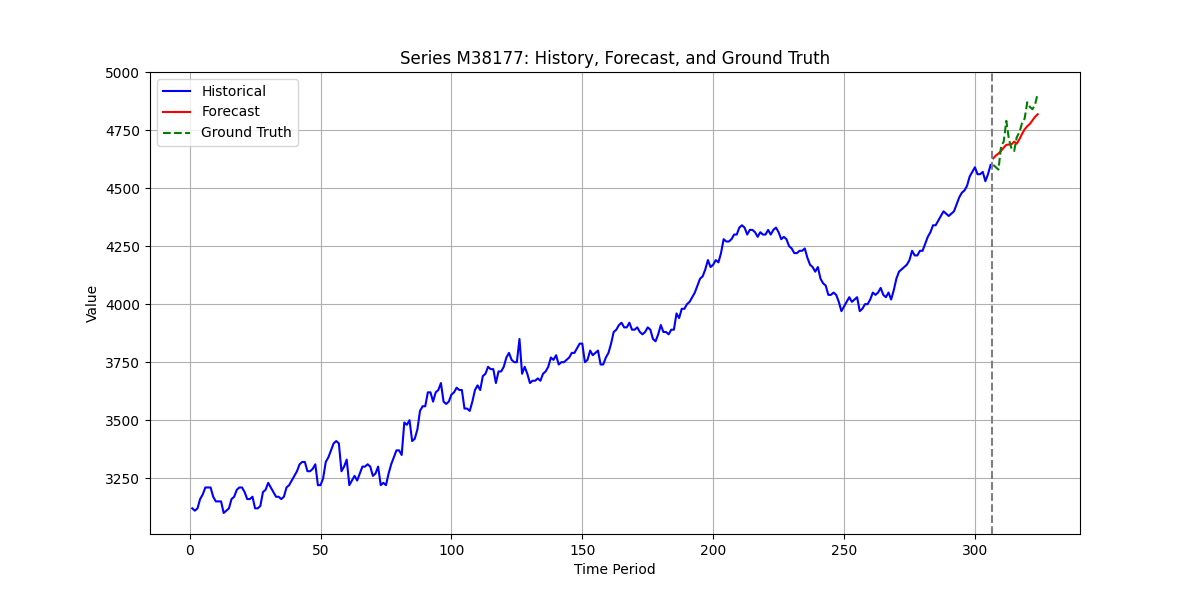 Series M38177: History, Forecast, and Ground Truth
Historical
Forecast
Ground Truth
Value
5000
4750
4500
4250
4000
3750
3500
3250
0 50 100 150 200 250 300
Time Period